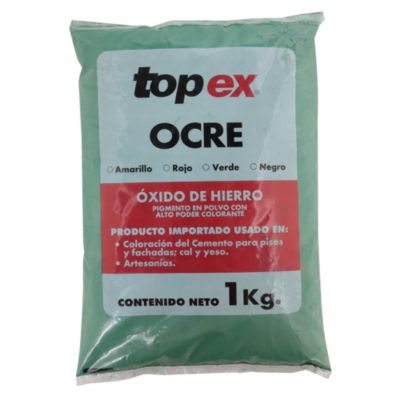 topex®
OCRE
Amarillo Rojo Verde Negro
ÓXIDO DE HIERRO
PIGMENTO EN POLVO CON
ALTO PODER COLORANTE
PRODUCTO IMPORTADO USADO EN:
• Coloración del Cemento para pisos
y fachadas; cal y yeso.
• Artesanías.
CONTENIDO NETO 1Kg.